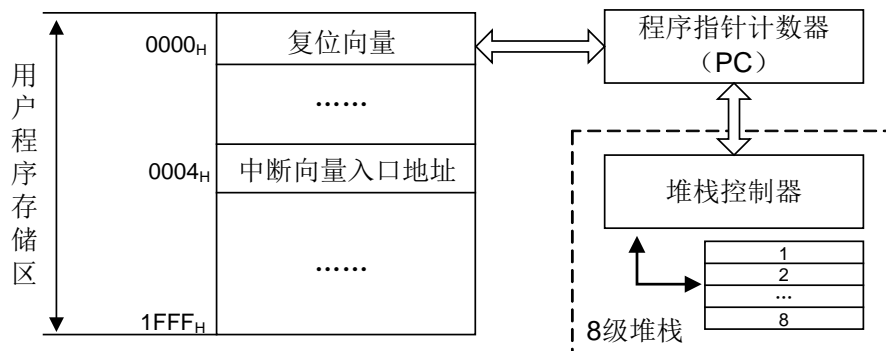 用户程序存储区
0000H
复位向量
……
0004H
中断向量入口地址
……
1FFFH
程序指针计数器
（PC）
堆栈控制器
1
2
...
8
8级堆栈